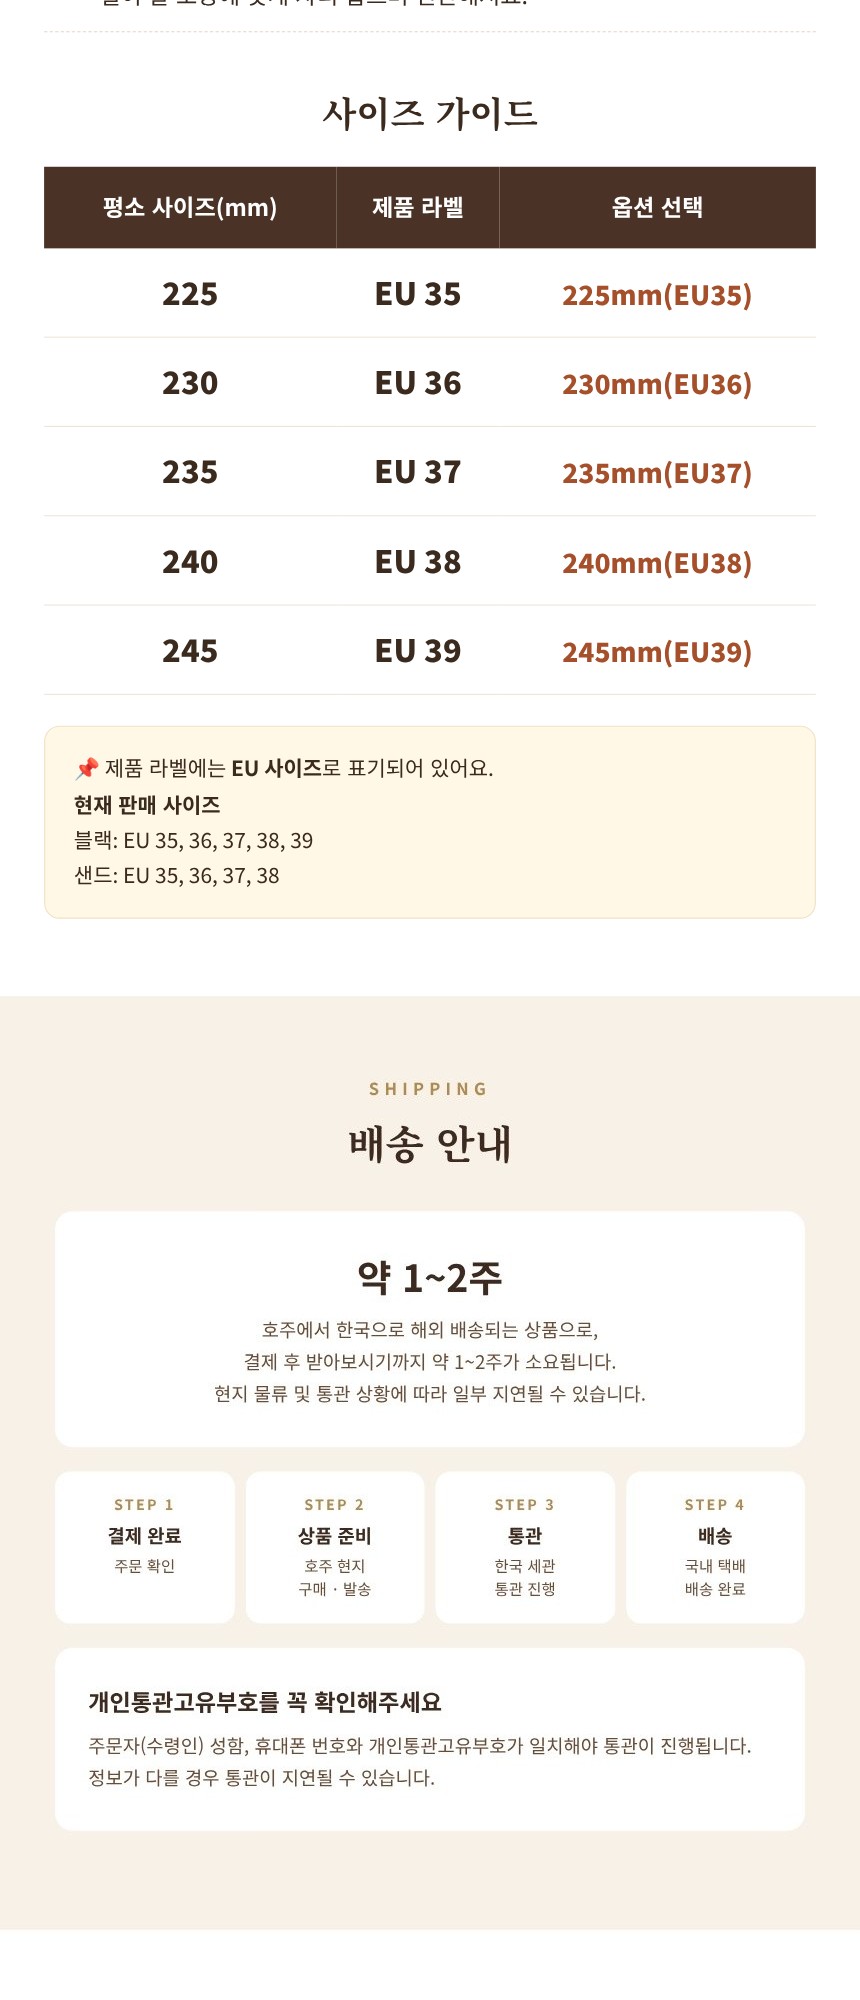 사이즈 가이드
평소 사이즈(mm) 제품 라벨 옵션 선택
225 EU 35 225mm(EU35)
230 EU 36 230mm(EU36)
235 EU 37 235mm(EU37)
240 EU 38 240mm(EU38)
245 EU 39 245mm(EU39)
📌 제품 라벨에는 EU 사이즈로 표기되어 있어요.
현재 판매 사이즈
블랙: EU 35, 36, 37, 38, 39
샌드: EU 35, 36, 37, 38
SHIPPING
배송 안내
약 1~2주
호주에서 한국으로 해외 배송되는 상품으로,
결제 후 받아보시기까지 약 1~2주가 소요됩니다.
현지 물류 및 통관 상황에 따라 일부 지연될 수 있습니다.
STEP 1
결제 완료
주문 확인
STEP 2
상품 준비
호주 현지
구매 · 발송
STEP 3
통관
한국 세관
통관 진행
STEP 4
배송
국내 택배
배송 완료
개인통관고유부호를 꼭 확인해주세요
주문자(수령인) 성함, 휴대폰 번호와 개인통관고유부호가 일치해야 통관이 진행됩니다.
정보가 다를 경우 통관이 지연될 수 있습니다.